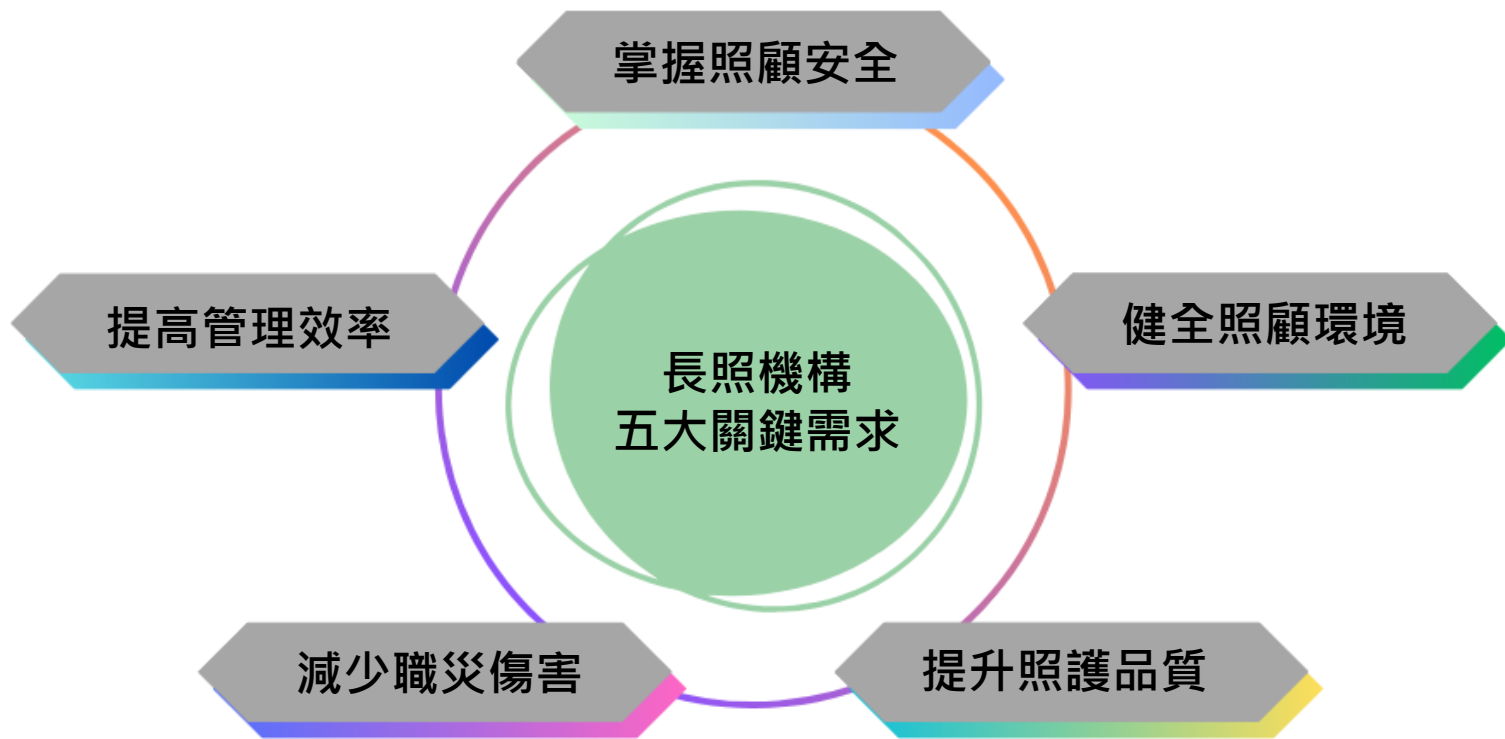 掌握照顧安全
提高管理效率
健全照顧環境
長照機構
五大關鍵需求
減少職災傷害
提升照護品質